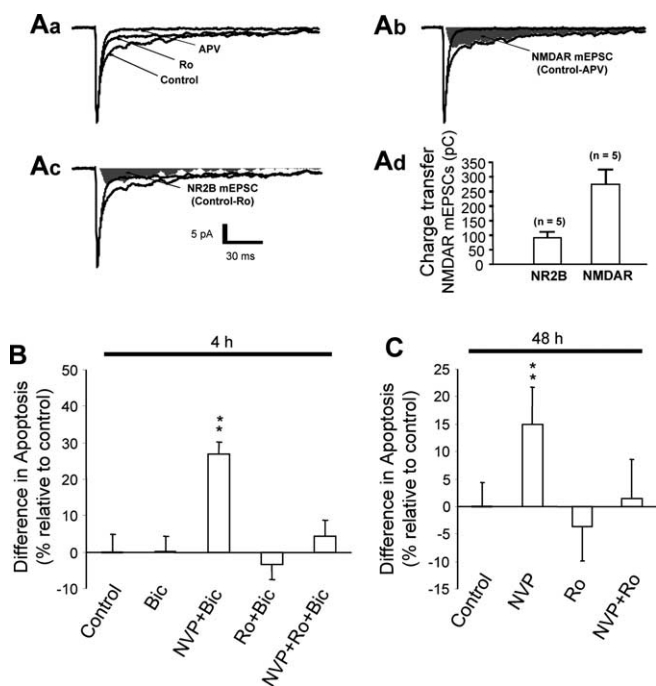 Aa
APV
Ro
Control
Ab
NMDAR mEPSC
(Control-APV)
Ac
NR2B mEPSC
(Control-Ro)
5 pA
30 ms
Ad
Charge transfer
NMDAR mEPSCs (pC)
350
300
250
200
150
100
50
0
(n = 5)
(n = 5)
NR2B
NMDAR
B
4 h
Difference in Apoptosis
(% relative to control)
50
40
30
20
10
0
-10
**
Control
Bic
NVP+Bic
Ro+Bic
NVP+Ro+Bic
C
48 h
Difference in Apoptosis
(% relative to control)
25
20
15
10
5
0
-5
-10
-15
**
Control
NVP
Ro
NVP+Ro